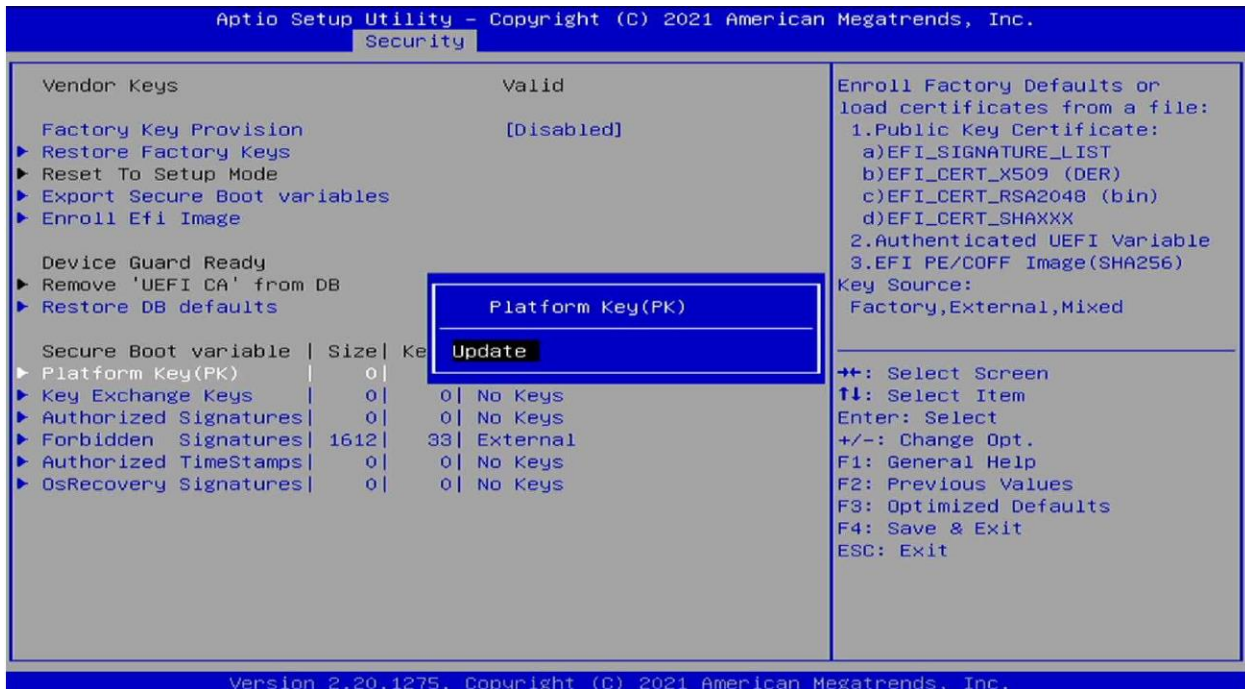 Aptio Setup Utility – Copyright (C) 2021 American Megatrends, Inc.
Security
Vendor Keys Valid
Factory Key Provision [Disabled]
Restore Factory Keys
Reset To Setup Mode
Export Secure Boot variables
Enroll Efi Image
Device Guard Ready
Remove 'UEFI CA' from DB
Restore DB defaults
Secure Boot variable | Size| Ke
Platform Key(PK) | 0|
Key Exchange Keys | 0| 0| No Keys
Authorized Signatures| 0| 0| No Keys
Forbidden Signatures| 1612| 33| External
Authorized TimeStamps| 0| 0| No Keys
OsRecovery Signatures| 0| 0| No Keys
Platform Key(PK)
Update
Enroll Factory Defaults or
load certificates from a file:
1.Public Key Certificate:
a)EFI_SIGNATURE_LIST
b)EFI_CERT_X509 (DER)
c)EFI_CERT_RSA2048 (bin)
d)EFI_CERT_SHAXXX
2.Authenticated UEFI Variable
3.EFI PE/COFF Image(SHA256)
Key Source:
Factory,External,Mixed
→←: Select Screen
↑↓: Select Item
Enter: Select
+/-: Change Opt.
F1: General Help
F2: Previous Values
F3: Optimized Defaults
F4: Save & Exit
ESC: Exit
Version 2.20.1275. Copyright (C) 2021 American Megatrends, Inc.